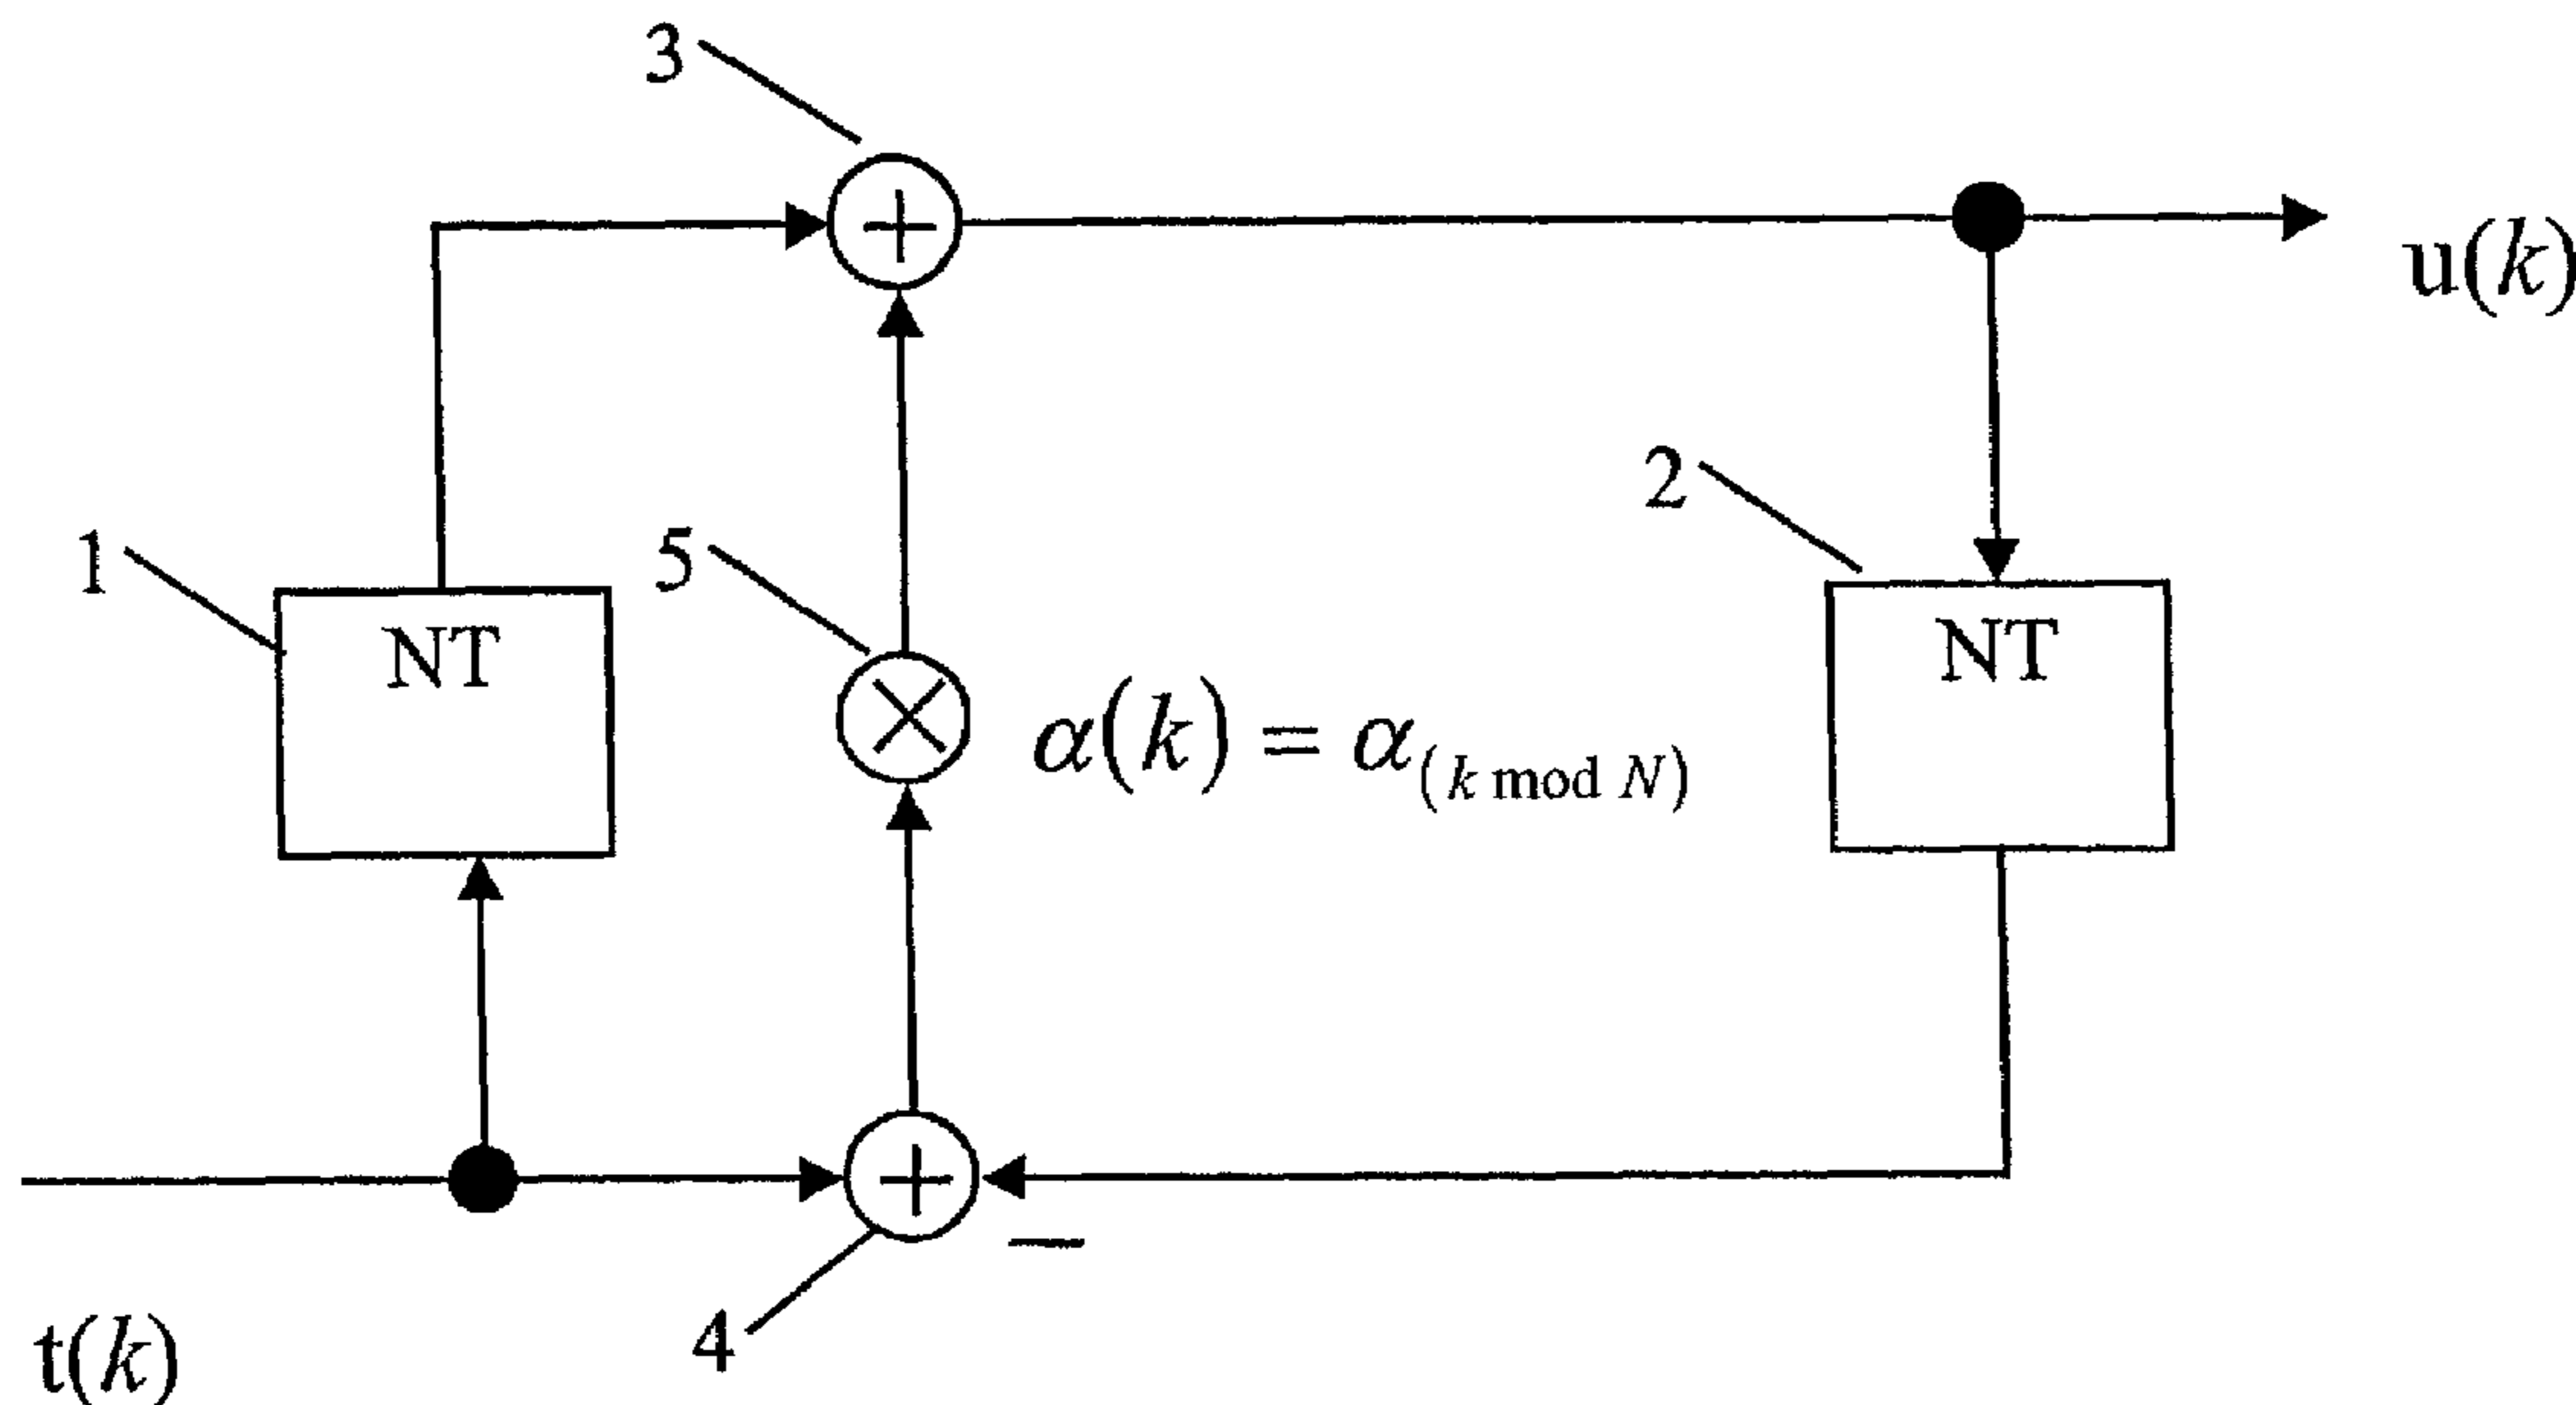 3
u(k)
2
1
5
NT
NT
α(k) = α(k mod N)
4
t(k)